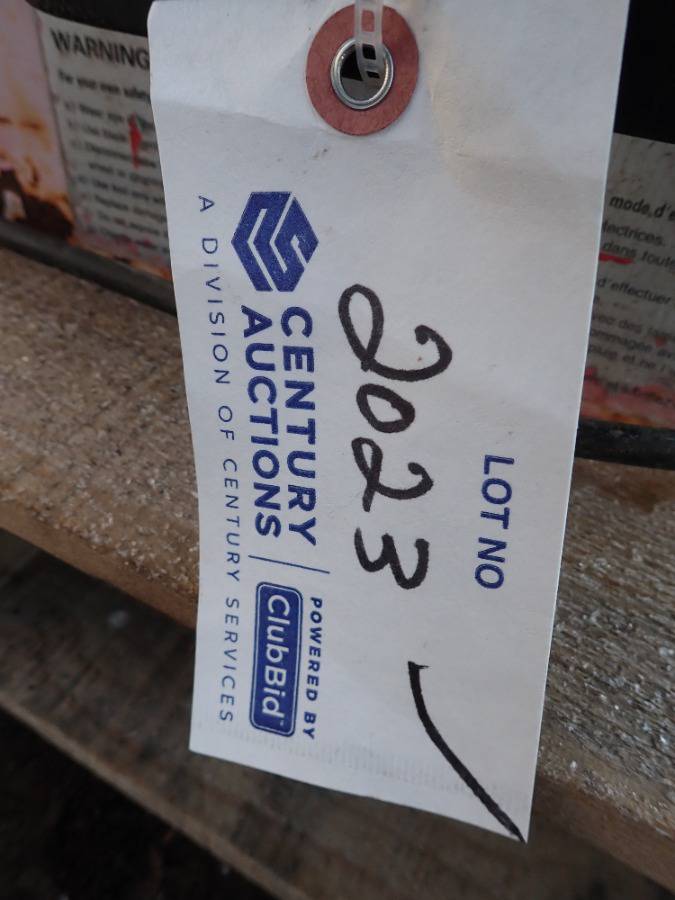 WARNING
LOT NO
2023
CENTURY
AUCTIONS
POWERED BY
ClubBid
A DIVISION OF CENTURY SERVICES
mode d'e
lectrices.
dans toute
d'effectuer